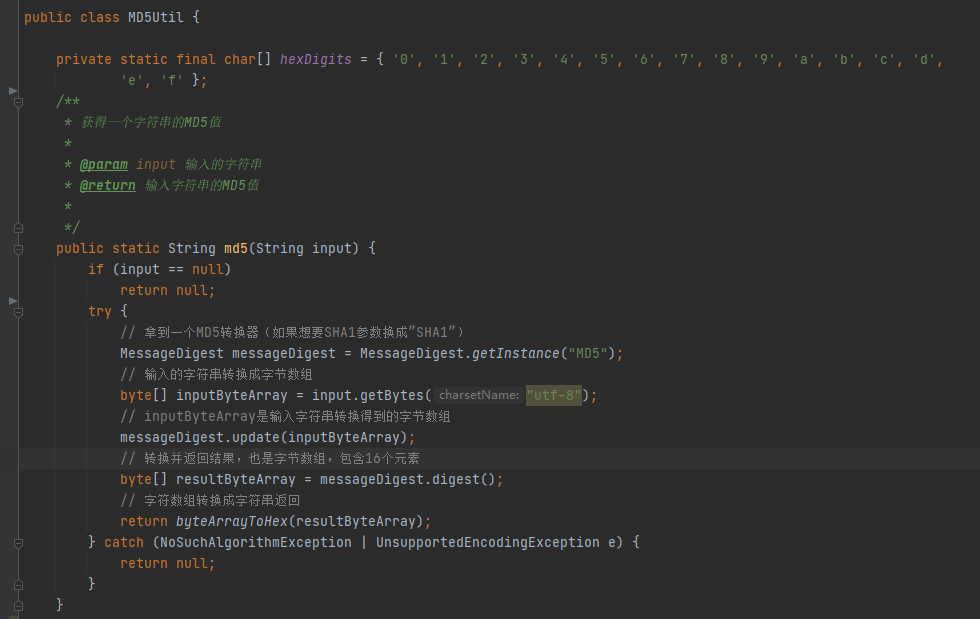 public class MD5Util {
private static final char[] hexDigits = { '0', '1', '2', '3', '4', '5', '6', '7', '8', '9', 'a', 'b', 'c', 'd',
'e', 'f' };
/**
* 获得一个字符串的MD5值
*
* @param input 输入的字符串
* @return 输入字符串的MD5值
*
*/
public static String md5(String input) {
if (input == null)
return null;
try {
// 拿到一个MD5转换器（如果想要SHA1参数换成”SHA1”）
MessageDigest messageDigest = MessageDigest.getInstance("MD5");
// 输入的字符串转换成字节数组
byte[] inputByteArray = input.getBytes( charsetName: "utf-8");
// inputByteArray是输入字符串转换得到的字节数组
messageDigest.update(inputByteArray);
// 转换并返回结果，也是字节数组，包含16个元素
byte[] resultByteArray = messageDigest.digest();
// 字符数组转换成字符串返回
return byteArrayToHex(resultByteArray);
} catch (NoSuchAlgorithmException | UnsupportedEncodingException e) {
return null;
}
}